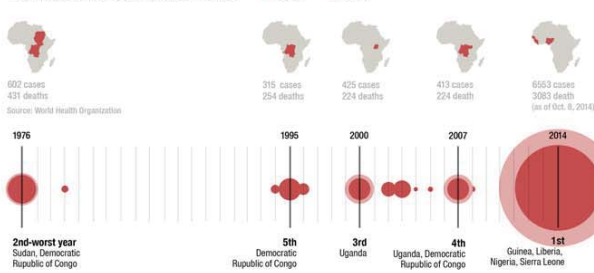 602 cases
431 deaths
315 cases
254 deaths
425 cases
224 deaths
413 cases
224 death
6553 cases
3083 death
(as of Oct. 8, 2014)
Source: World Health Organization
1976
1995
2000
2007
2014
2nd-worst year
Sudan, Democratic
Republic of Congo
5th
Democratic
Republic of Congo
3rd
Uganda
4th
Uganda, Democratic
Republic of Congo
1st
Guinea, Liberia,
Nigeria, Sierra Leone